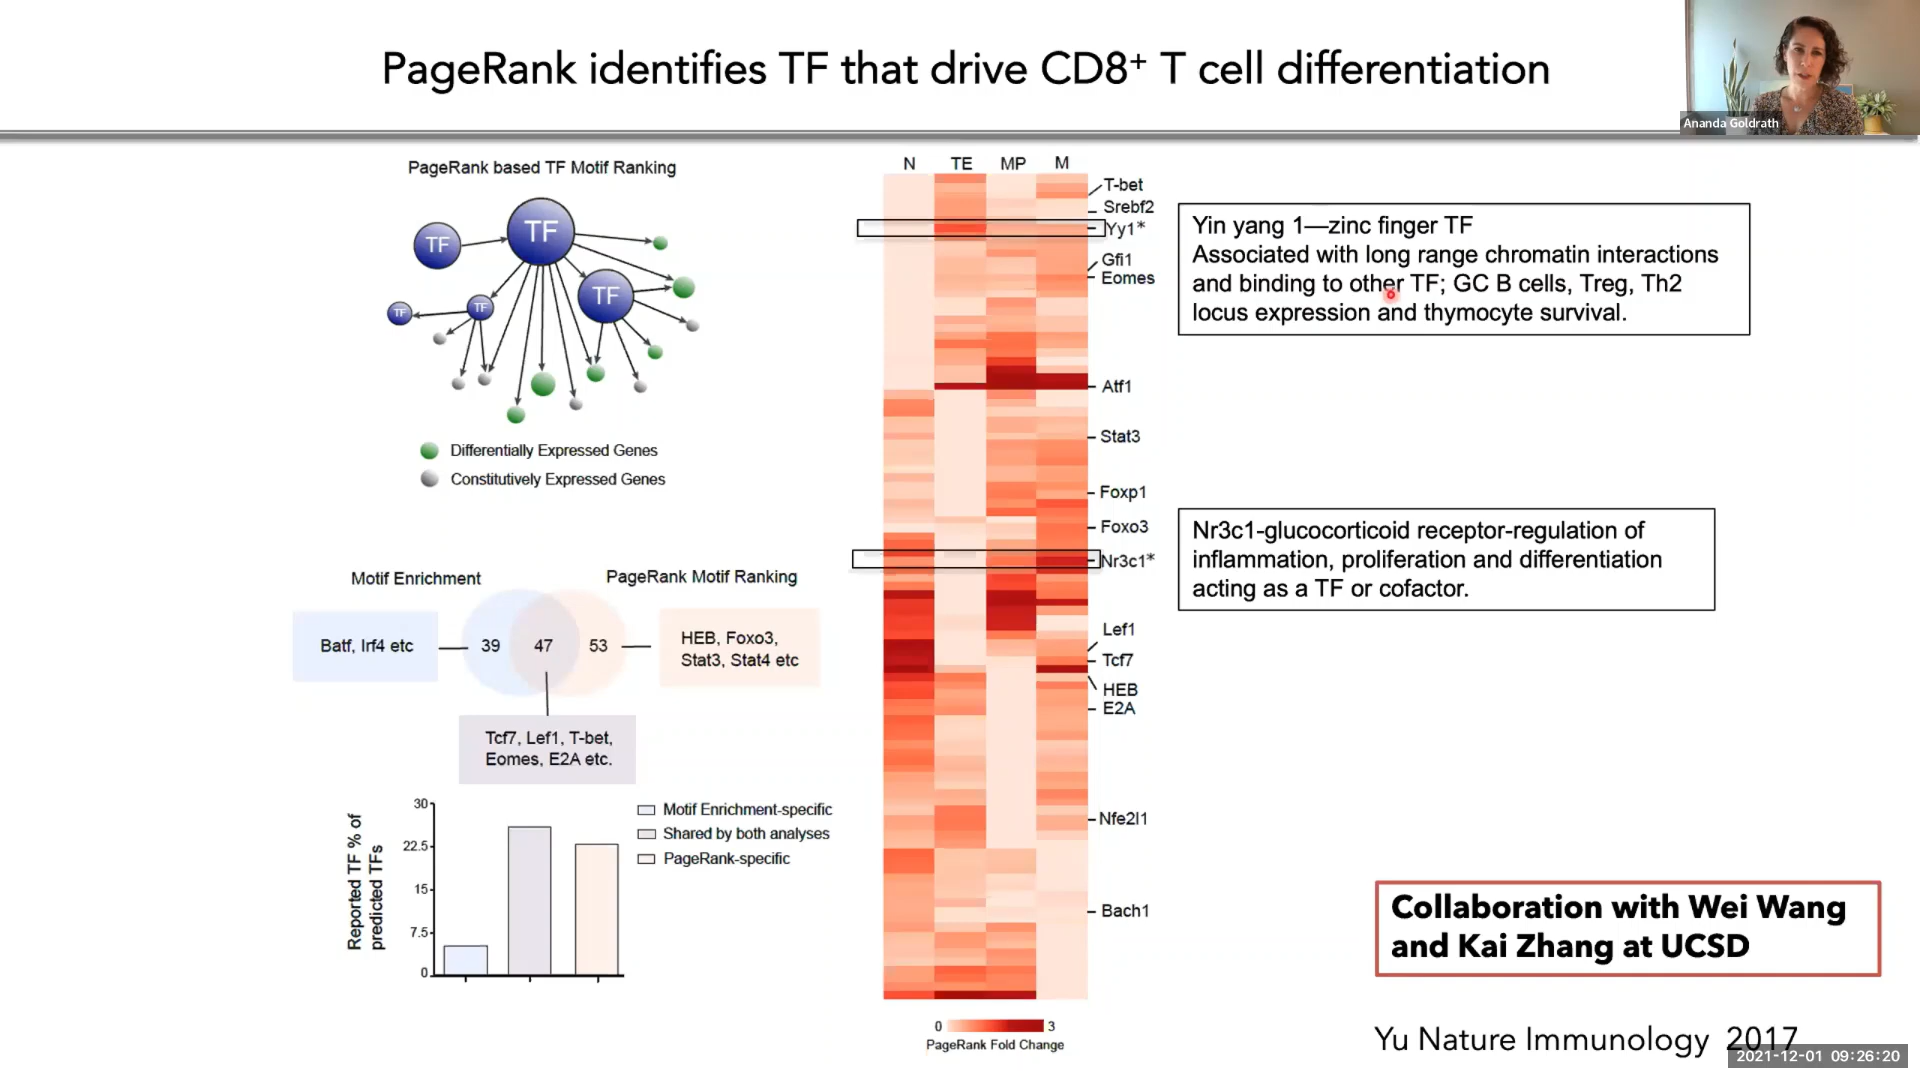 PageRank identifies TF that drive CD8⁺ T cell differentiation
Ananda Goldrath
PageRank based TF Motif Ranking
TF
TF
TF
TF
TF
Differentially Expressed Genes
Constitutively Expressed Genes
Motif Enrichment
PageRank Motif Ranking
Batf, Irf4 etc
39
47
53
HEB, Foxo3,
Stat3, Stat4 etc
Tcf7, Lef1, T-bet,
Eomes, E2A etc.
Reported TF % of
predicted TFs
30
22.5
15
7.5
0
Motif Enrichment-specific
Shared by both analyses
PageRank-specific
N TE MP M
T-bet
Srebf2
Yy1*
Gfi1
Eomes
Atf1
Stat3
Foxp1
Foxo3
Nr3c1*
Lef1
Tcf7
HEB
E2A
Nfe2l1
Bach1
0 3
PageRank Fold Change
Yin yang 1—zinc finger TF
Associated with long range chromatin interactions
and binding to other TF; GC B cells, Treg, Th2
locus expression and thymocyte survival.
Nr3c1-glucocorticoid receptor-regulation of
inflammation, proliferation and differentiation
acting as a TF or cofactor.
Collaboration with Wei Wang
and Kai Zhang at UCSD
Yu Nature Immunology 2017
2021-12-01 09:26:20